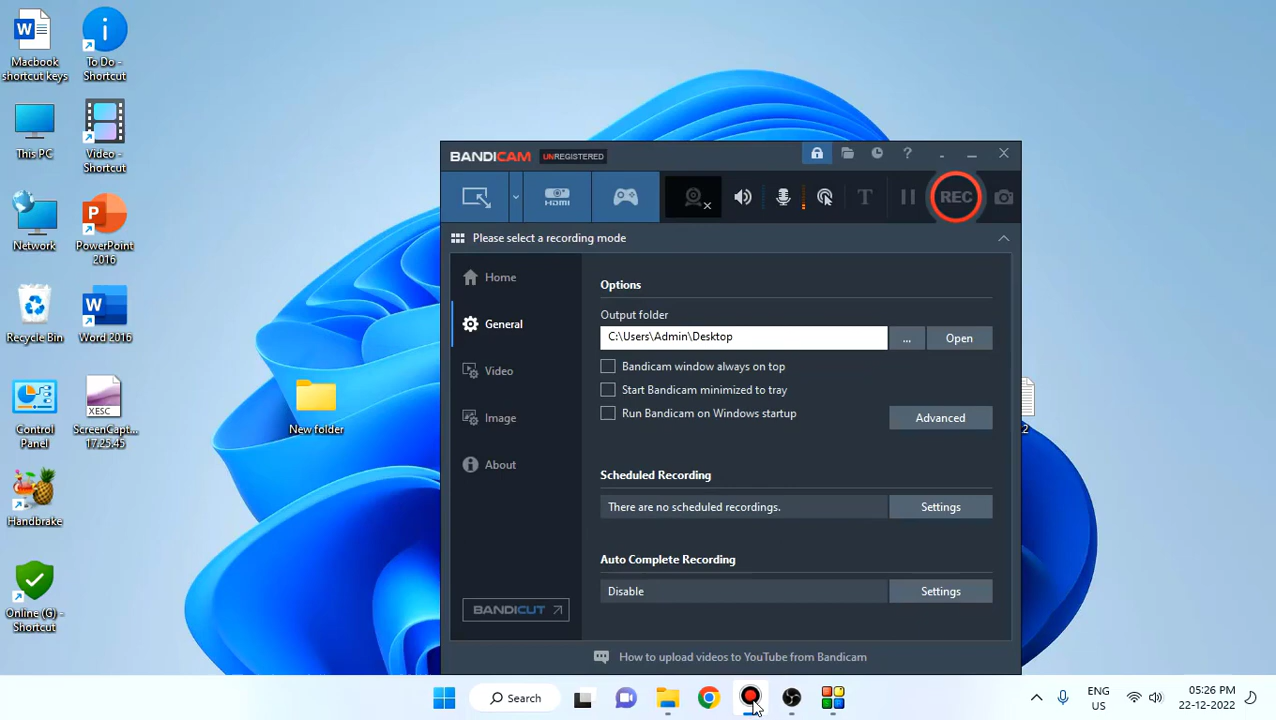 Macbook
shortcut keys
To Do -
Shortcut
This PC
Video -
Shortcut
Network
PowerPoint
2016
Recycle Bin
Word 2016
Control
Panel
XESC
ScreenCapt...
17.25.45
Handbrake
Online (G) -
Shortcut
New folder
BANDICAM UNREGISTERED
?
HDMI
T
REC
Please select a recording mode
Home
General
Video
Image
About
BANDICUT
Options
Output folder
C:\Users\Admin\Desktop
...
Open
Bandicam window always on top
Start Bandicam minimized to tray
Run Bandicam on Windows startup
Advanced
Scheduled Recording
There are no scheduled recordings.
Settings
Auto Complete Recording
Disable
Settings
How to upload videos to YouTube from Bandicam
Search
ENG
US
05:26 PM
22-12-2022